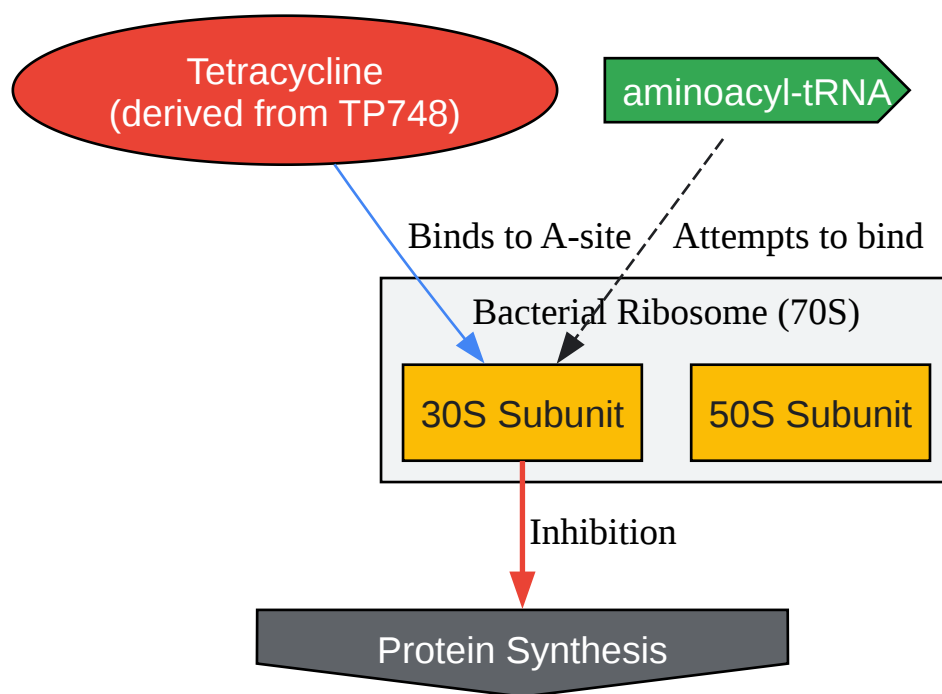 Tetracycline
(derived from TP748)
aminoacyl-tRNA
Binds to A-site
Attempts to bind
Bacterial Ribosome (70S)
30S Subunit
50S Subunit
Inhibition
Protein Synthesis